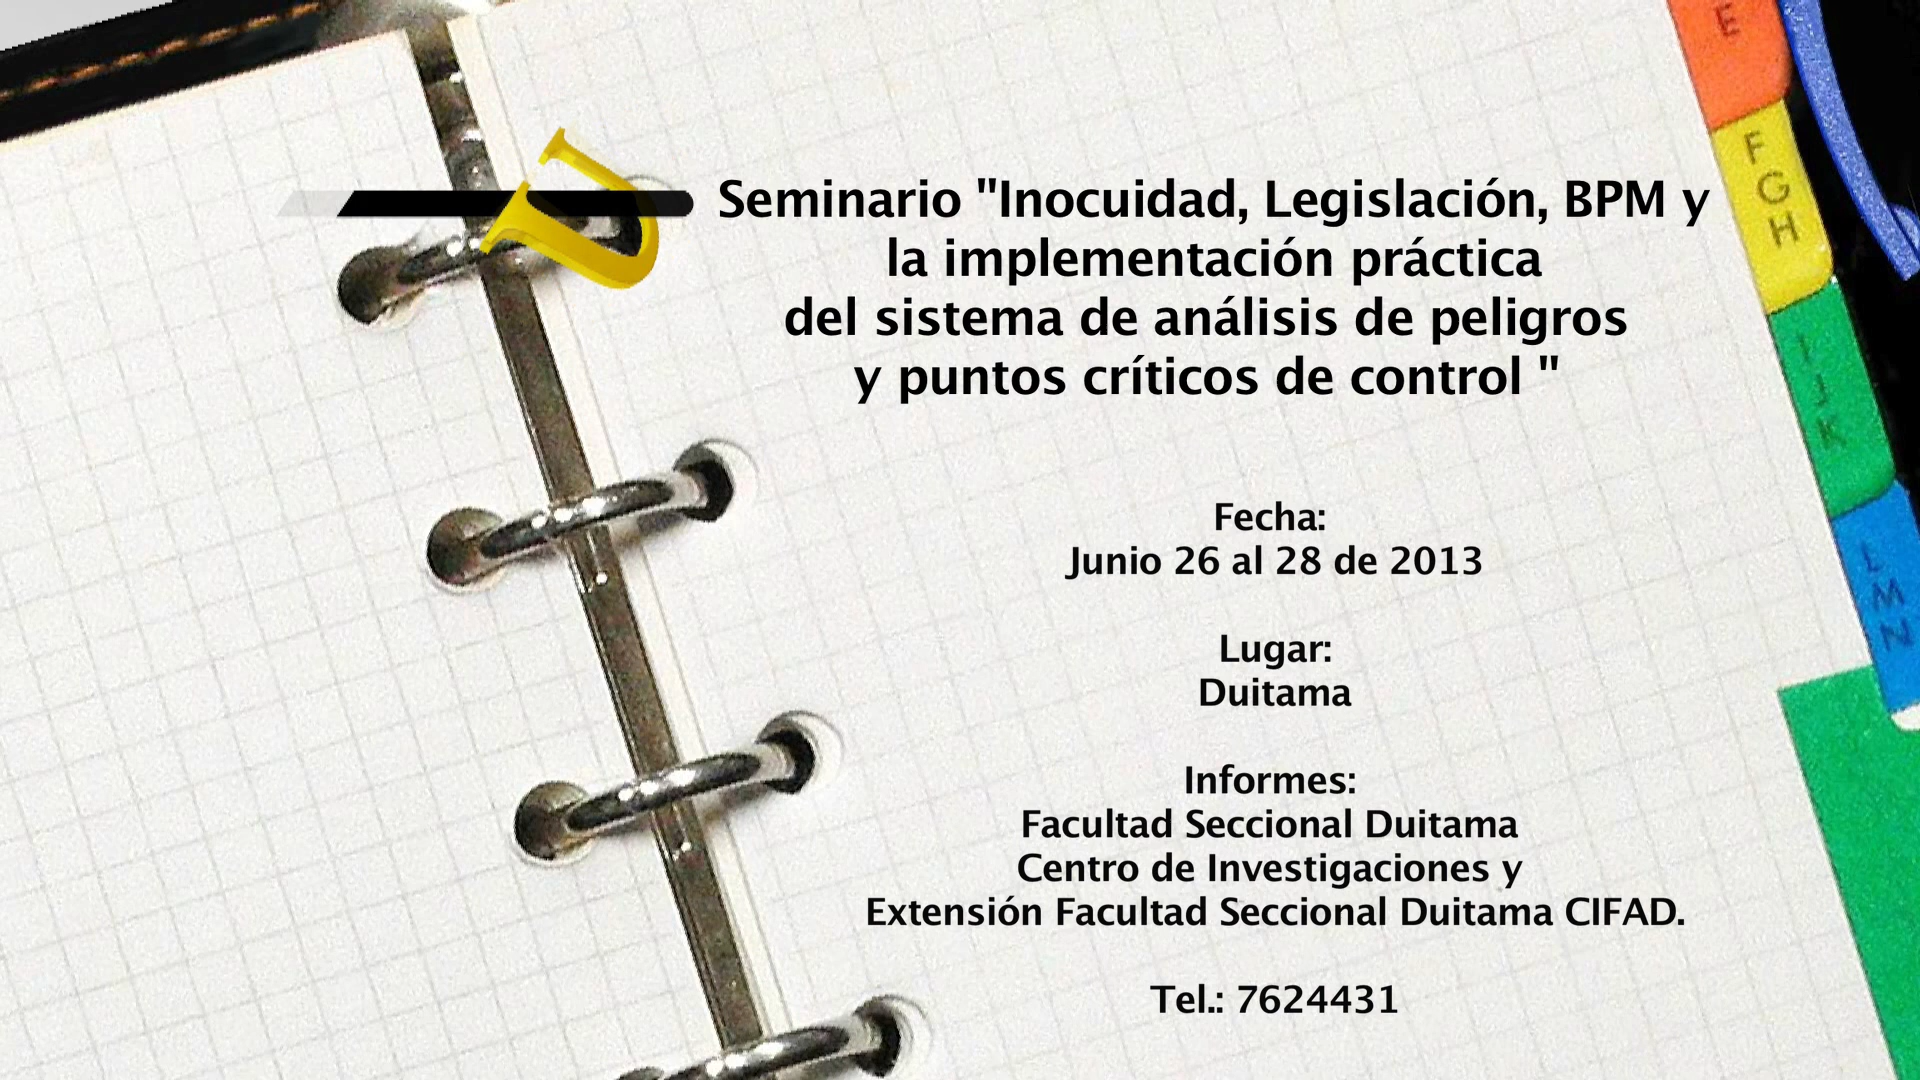 Seminario "Inocuidad, Legislación, BPM y
la implementación práctica
del sistema de análisis de peligros
y puntos críticos de control "
Fecha:
Junio 26 al 28 de 2013
Lugar:
Duitama
Informes:
Facultad Seccional Duitama
Centro de Investigaciones y
Extensión Facultad Seccional Duitama CIFAD.
Tel.: 7624431
U
E
F
G
H
I
J
K
L
M
N